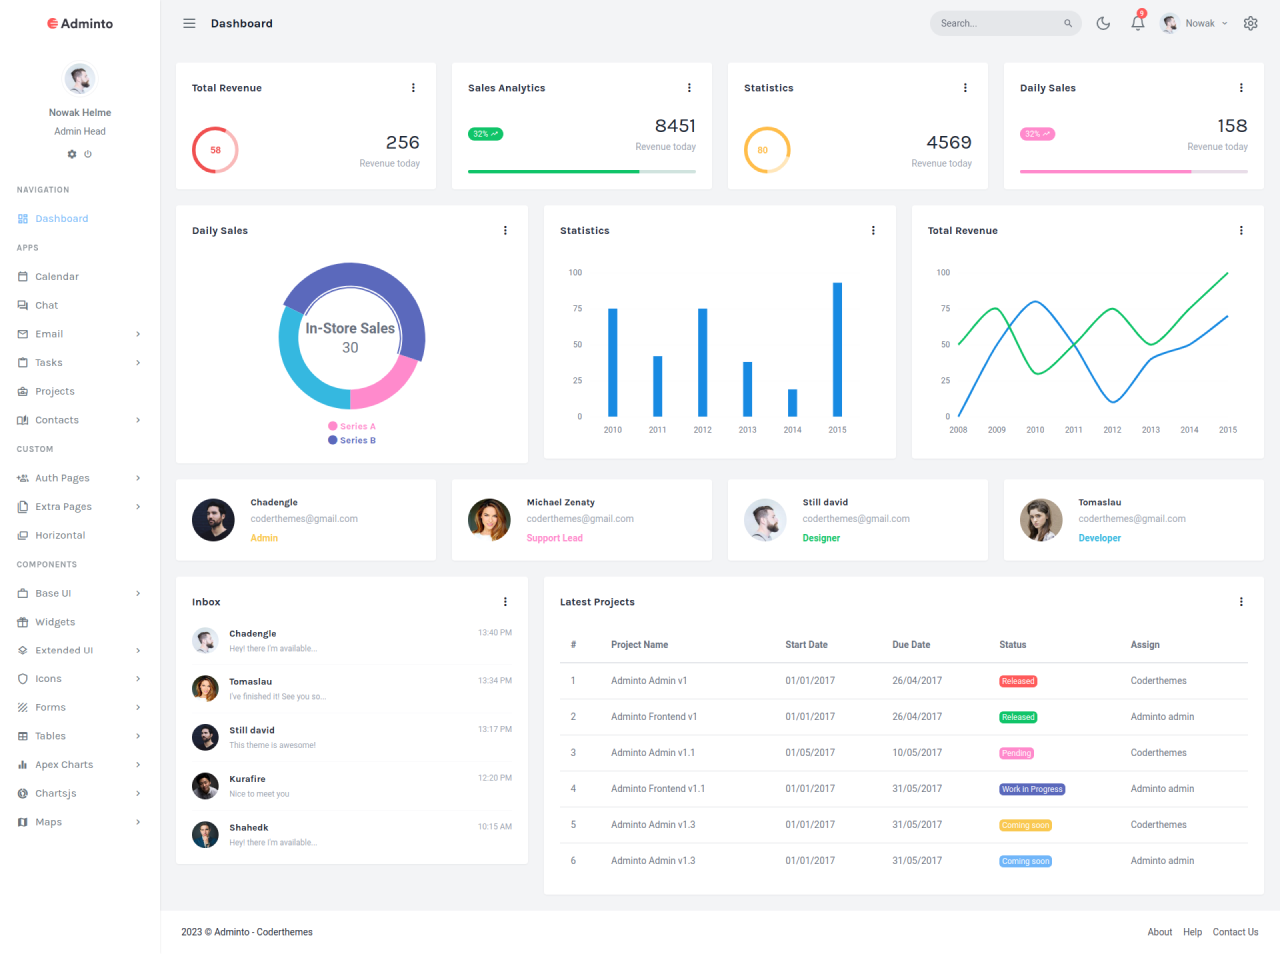 Adminto
Dashboard
Search...
9
Nowak
Nowak Helme
Admin Head
NAVIGATION
Dashboard
APPS
Calendar
Chat
Email
Tasks
Projects
Contacts
CUSTOM
Auth Pages
Extra Pages
Horizontal
COMPONENTS
Base UI
Widgets
Extended UI
Icons
Forms
Tables
Apex Charts
Chartsjs
Maps
Total Revenue
58
256
Revenue today
Sales Analytics
32%
8451
Revenue today
Statistics
80
4569
Revenue today
Daily Sales
32%
158
Revenue today
Daily Sales
In-Store Sales
30
Series A
Series B
Statistics
100
75
50
25
0
2010 2011 2012 2013 2014 2015
Total Revenue
100
75
50
25
0
2008 2009 2010 2011 2012 2013 2014 2015
Chadengle
coderthemes@gmail.com
Admin
Michael Zenaty
coderthemes@gmail.com
Support Lead
Still david
coderthemes@gmail.com
Designer
Tomaslau
coderthemes@gmail.com
Developer
Inbox
Chadengle 13:40 PM
Hey! there I'm available...
Tomaslau 13:34 PM
I've finished it! See you so...
Still david 13:17 PM
This theme is awesome!
Kurafire 12:20 PM
Nice to meet you
Shahedk 10:15 AM
Hey! there I'm available...
Latest Projects
# Project Name Start Date Due Date Status Assign
1 Adminto Admin v1 01/01/2017 26/04/2017 Released Coderthemes
2 Adminto Frontend v1 01/01/2017 26/04/2017 Released Adminto admin
3 Adminto Admin v1.1 01/05/2017 10/05/2017 Pending Coderthemes
4 Adminto Frontend v1.1 01/01/2017 31/05/2017 Work in Progress Adminto admin
5 Adminto Admin v1.3 01/01/2017 31/05/2017 Coming soon Coderthemes
6 Adminto Admin v1.3 01/01/2017 31/05/2017 Coming soon Adminto admin
2023 © Adminto - Coderthemes
About Help Contact Us